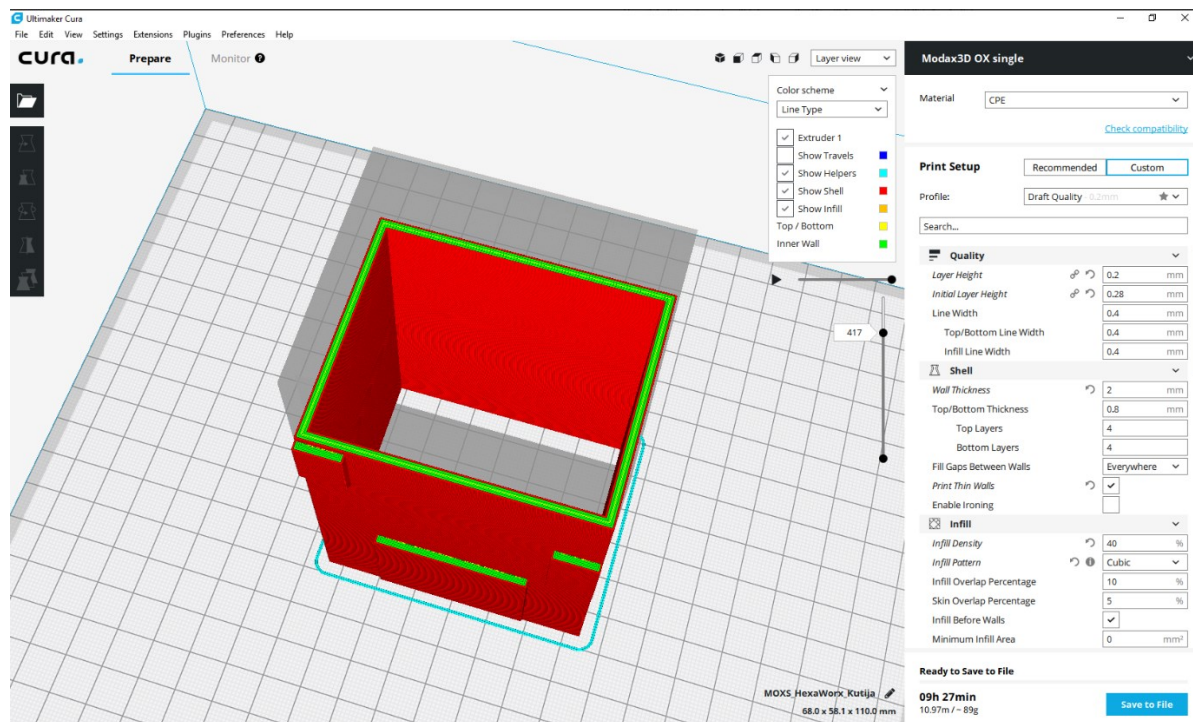 Ultimaker Cura
File Edit View Settings Extensions Plugins Preferences Help
cura.
Prepare
Monitor
Layer view
Color scheme
Line Type
Extruder 1
Show Travels
Show Helpers
Show Shell
Show Infill
Top / Bottom
Inner Wall
417
MOXS_HexaWorx_Kutija
68.0 x 58.1 x 110.0 mm
Modax3D OX single
Material CPE
Check compatibility
Print Setup Recommended Custom
Profile: Draft Quality - 0.2mm
Search...
Quality
Layer Height 0.2 mm
Initial Layer Height 0.28 mm
Line Width 0.4 mm
Top/Bottom Line Width 0.4 mm
Infill Line Width 0.4 mm
Shell
Wall Thickness 2 mm
Top/Bottom Thickness 0.8 mm
Top Layers 4
Bottom Layers 4
Fill Gaps Between Walls Everywhere
Print Thin Walls
Enable Ironing
Infill
Infill Density 40 %
Infill Pattern Cubic
Infill Overlap Percentage 10 %
Skin Overlap Percentage 5 %
Infill Before Walls
Minimum Infill Area 0 mm²
Ready to Save to File
09h 27min
10.97m / ~ 89g
Save to File